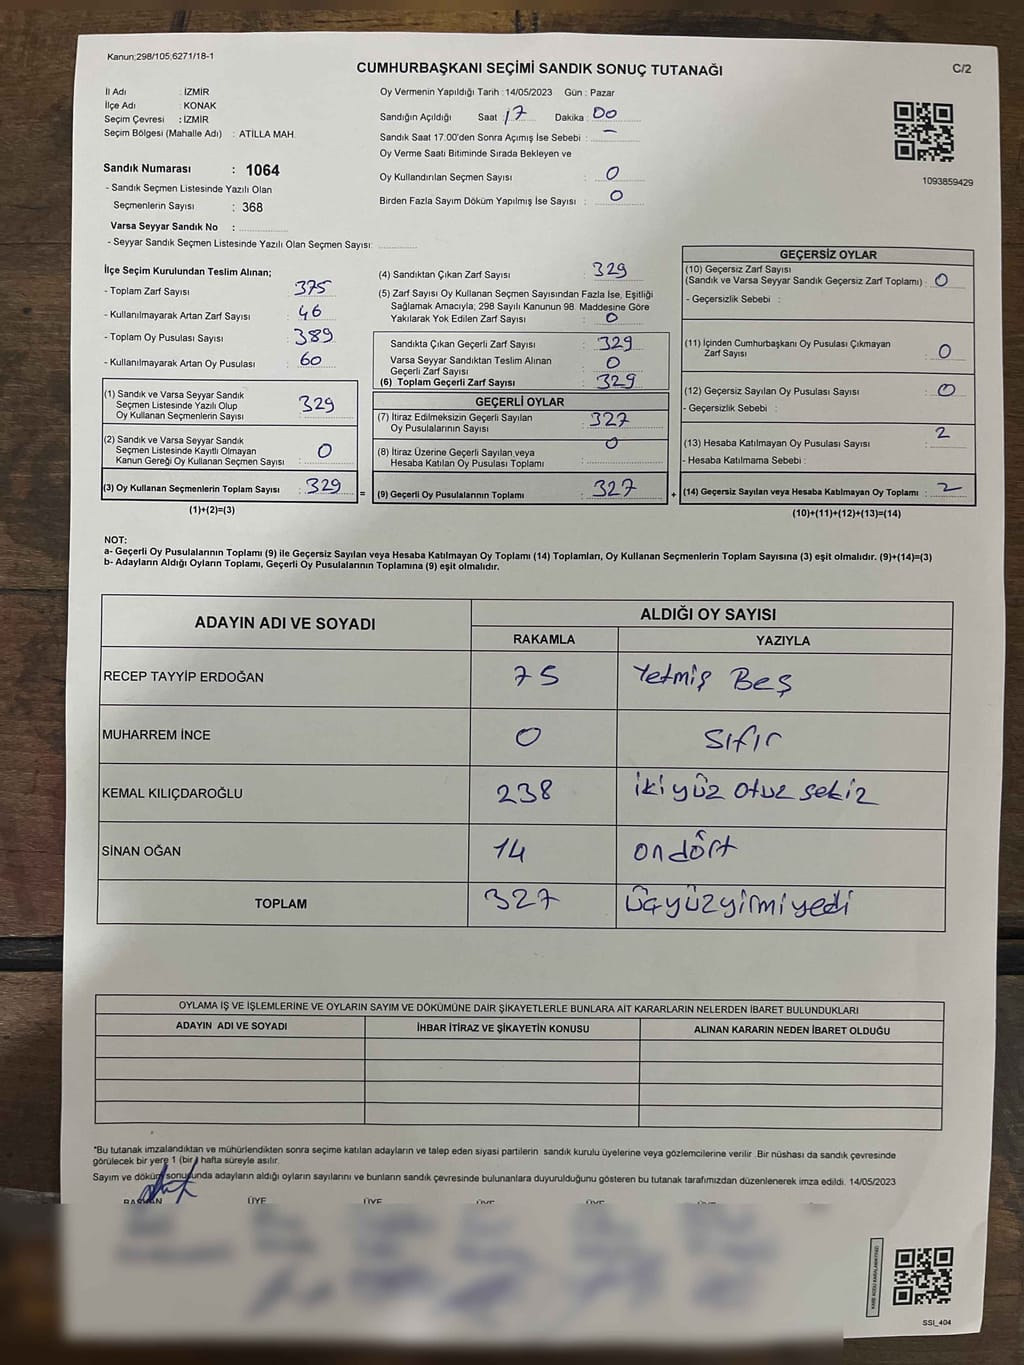 Kanun;298/105;6271/18-1
CUMHURBAŞKANI SEÇİMİ SANDIK SONUÇ TUTANAĞI
C/2
İl Adı : İZMİR
İlçe Adı : KONAK
Seçim Çevresi : İZMİR
Seçim Bölgesi (Mahalle Adı) : ATİLLA MAH.
Sandık Numarası : 1064
- Sandık Seçmen Listesinde Yazılı Olan
Seçmenlerin Sayısı : 368
Varsa Seyyar Sandık No :
- Seyyar Sandık Seçmen Listesinde Yazılı Olan Seçmen Sayısı:
Oy Vermenin Yapıldığı Tarih : 14/05/2023 Gün : Pazar
Sandığın Açıldığı Saat 17 Dakika 00
Sandık Saat 17.00'den Sonra Açımış İse Sebebi : –
Oy Verme Saati Bitiminde Sırada Bekleyen ve
Oy Kullandırılan Seçmen Sayısı : 0
Birden Fazla Sayım Döküm Yapılmış İse Sayısı : 0
1093859429
İlçe Seçim Kurulundan Teslim Alınan;
- Toplam Zarf Sayısı : 375
- Kullanılmayarak Artan Zarf Sayısı : 46
- Toplam Oy Pusulası Sayısı : 389
- Kullanılmayarak Artan Oy Pusulası : 60
(1) Sandık ve Varsa Seyyar Sandık
Seçmen Listesinde Yazılı Olup
Oy Kullanan Seçmenlerin Sayısı : 329
(2) Sandık ve Varsa Seyyar Sandık
Seçmen Listesinde Kayıtlı Olmayan
Kanun Gereği Oy Kullanan Seçmen Sayısı : 0
(3) Oy Kullanan Seçmenlerin Toplam Sayısı : 329
(1)+(2)=(3)
(4) Sandıktan Çıkan Zarf Sayısı : 329
(5) Zarf Sayısı Oy Kullanan Seçmen Sayısından Fazla İse, Eşitliği
Sağlamak Amacıyla; 298 Sayılı Kanunun 98. Maddesine Göre
Yakılarak Yok Edilen Zarf Sayısı : 0
Sandıkta Çıkan Geçerli Zarf Sayısı : 329
Varsa Seyyar Sandıktan Teslim Alınan
Geçerli Zarf Sayısı : 0
(6) Toplam Geçerli Zarf Sayısı : 329
GEÇERLİ OYLAR
(7) İtiraz Edilmeksizin Geçerli Sayılan
Oy Pusulalarının Sayısı : 327
(8) İtiraz Üzerine Geçerli Sayılan veya
Hesaba Katılan Oy Pusulası Toplamı : 0
= (9) Geçerli Oy Pusulalarının Toplamı : 327
GEÇERSİZ OYLAR
(10) Geçersiz Zarf Sayısı
(Sandık ve Varsa Seyyar Sandık Geçersiz Zarf Toplamı) : 0
- Geçersizlik Sebebi :
(11) İçinden Cumhurbaşkanı Oy Pusulası Çıkmayan
Zarf Sayısı : 0
(12) Geçersiz Sayılan Oy Pusulası Sayısı : 0
- Geçersizlik Sebebi :
(13) Hesaba Katılmayan Oy Pusulası Sayısı : 2
- Hesaba Katılmama Sebebi :
+ (14) Geçersiz Sayılan veya Hesaba Katılmayan Oy Toplamı : 2
(10)+(11)+(12)+(13)=(14)
NOT:
a- Geçerli Oy Pusulalarının Toplamı (9) ile Geçersiz Sayılan veya Hesaba Katılmayan Oy Toplamı (14) Toplamları, Oy Kullanan Seçmenlerin Toplam Sayısına (3) eşit olmalıdır. (9)+(14)=(3)
b- Adayların Aldığı Oyların Toplamı, Geçerli Oy Pusulalarının Toplamına (9) eşit olmalıdır.
ADAYIN ADI VE SOYADI
ALDIĞI OY SAYISI
RAKAMLA YAZIYLA
RECEP TAYYİP ERDOĞAN 75 Yetmiş Beş
MUHARREM İNCE 0 Sıfır
KEMAL KILIÇDAROĞLU 238 iki yüz otuz sekiz
SİNAN OĞAN 14 on dört
TOPLAM 327 Üçyüzyirmiyedi
OYLAMA İŞ VE İŞLEMLERİNE VE OYLARIN SAYIM VE DÖKÜMÜNE DAİR ŞİKAYETLERLE BUNLARA AİT KARARLARIN NELERDEN İBARET BULUNDUKLARI
ADAYIN ADI VE SOYADI İHBAR İTİRAZ VE ŞİKAYETİN KONUSU ALINAN KARARIN NEDEN İBARET OLDUĞU
*Bu tutanak imzalandıktan ve mühürlendikten sonra seçime katılan adayların ve talep eden siyasi partilerin sandık kurulu üyelerine veya gözlemcilerine verilir. Bir nüshası da sandık çevresinde
görülecek bir yere 1 (bir) hafta süreyle asılır.
Sayım ve döküm sonucunda adayların aldığı oyların sayılarını ve bunların sandık çevresinde bulunanlara duyurulduğunu gösteren bu tutanak tarafımızdan düzenlenerek imza edildi. 14/05/2023
BAŞKAN ÜYE ÜYE ÜYE ÜYE ÜYE
SSI_404